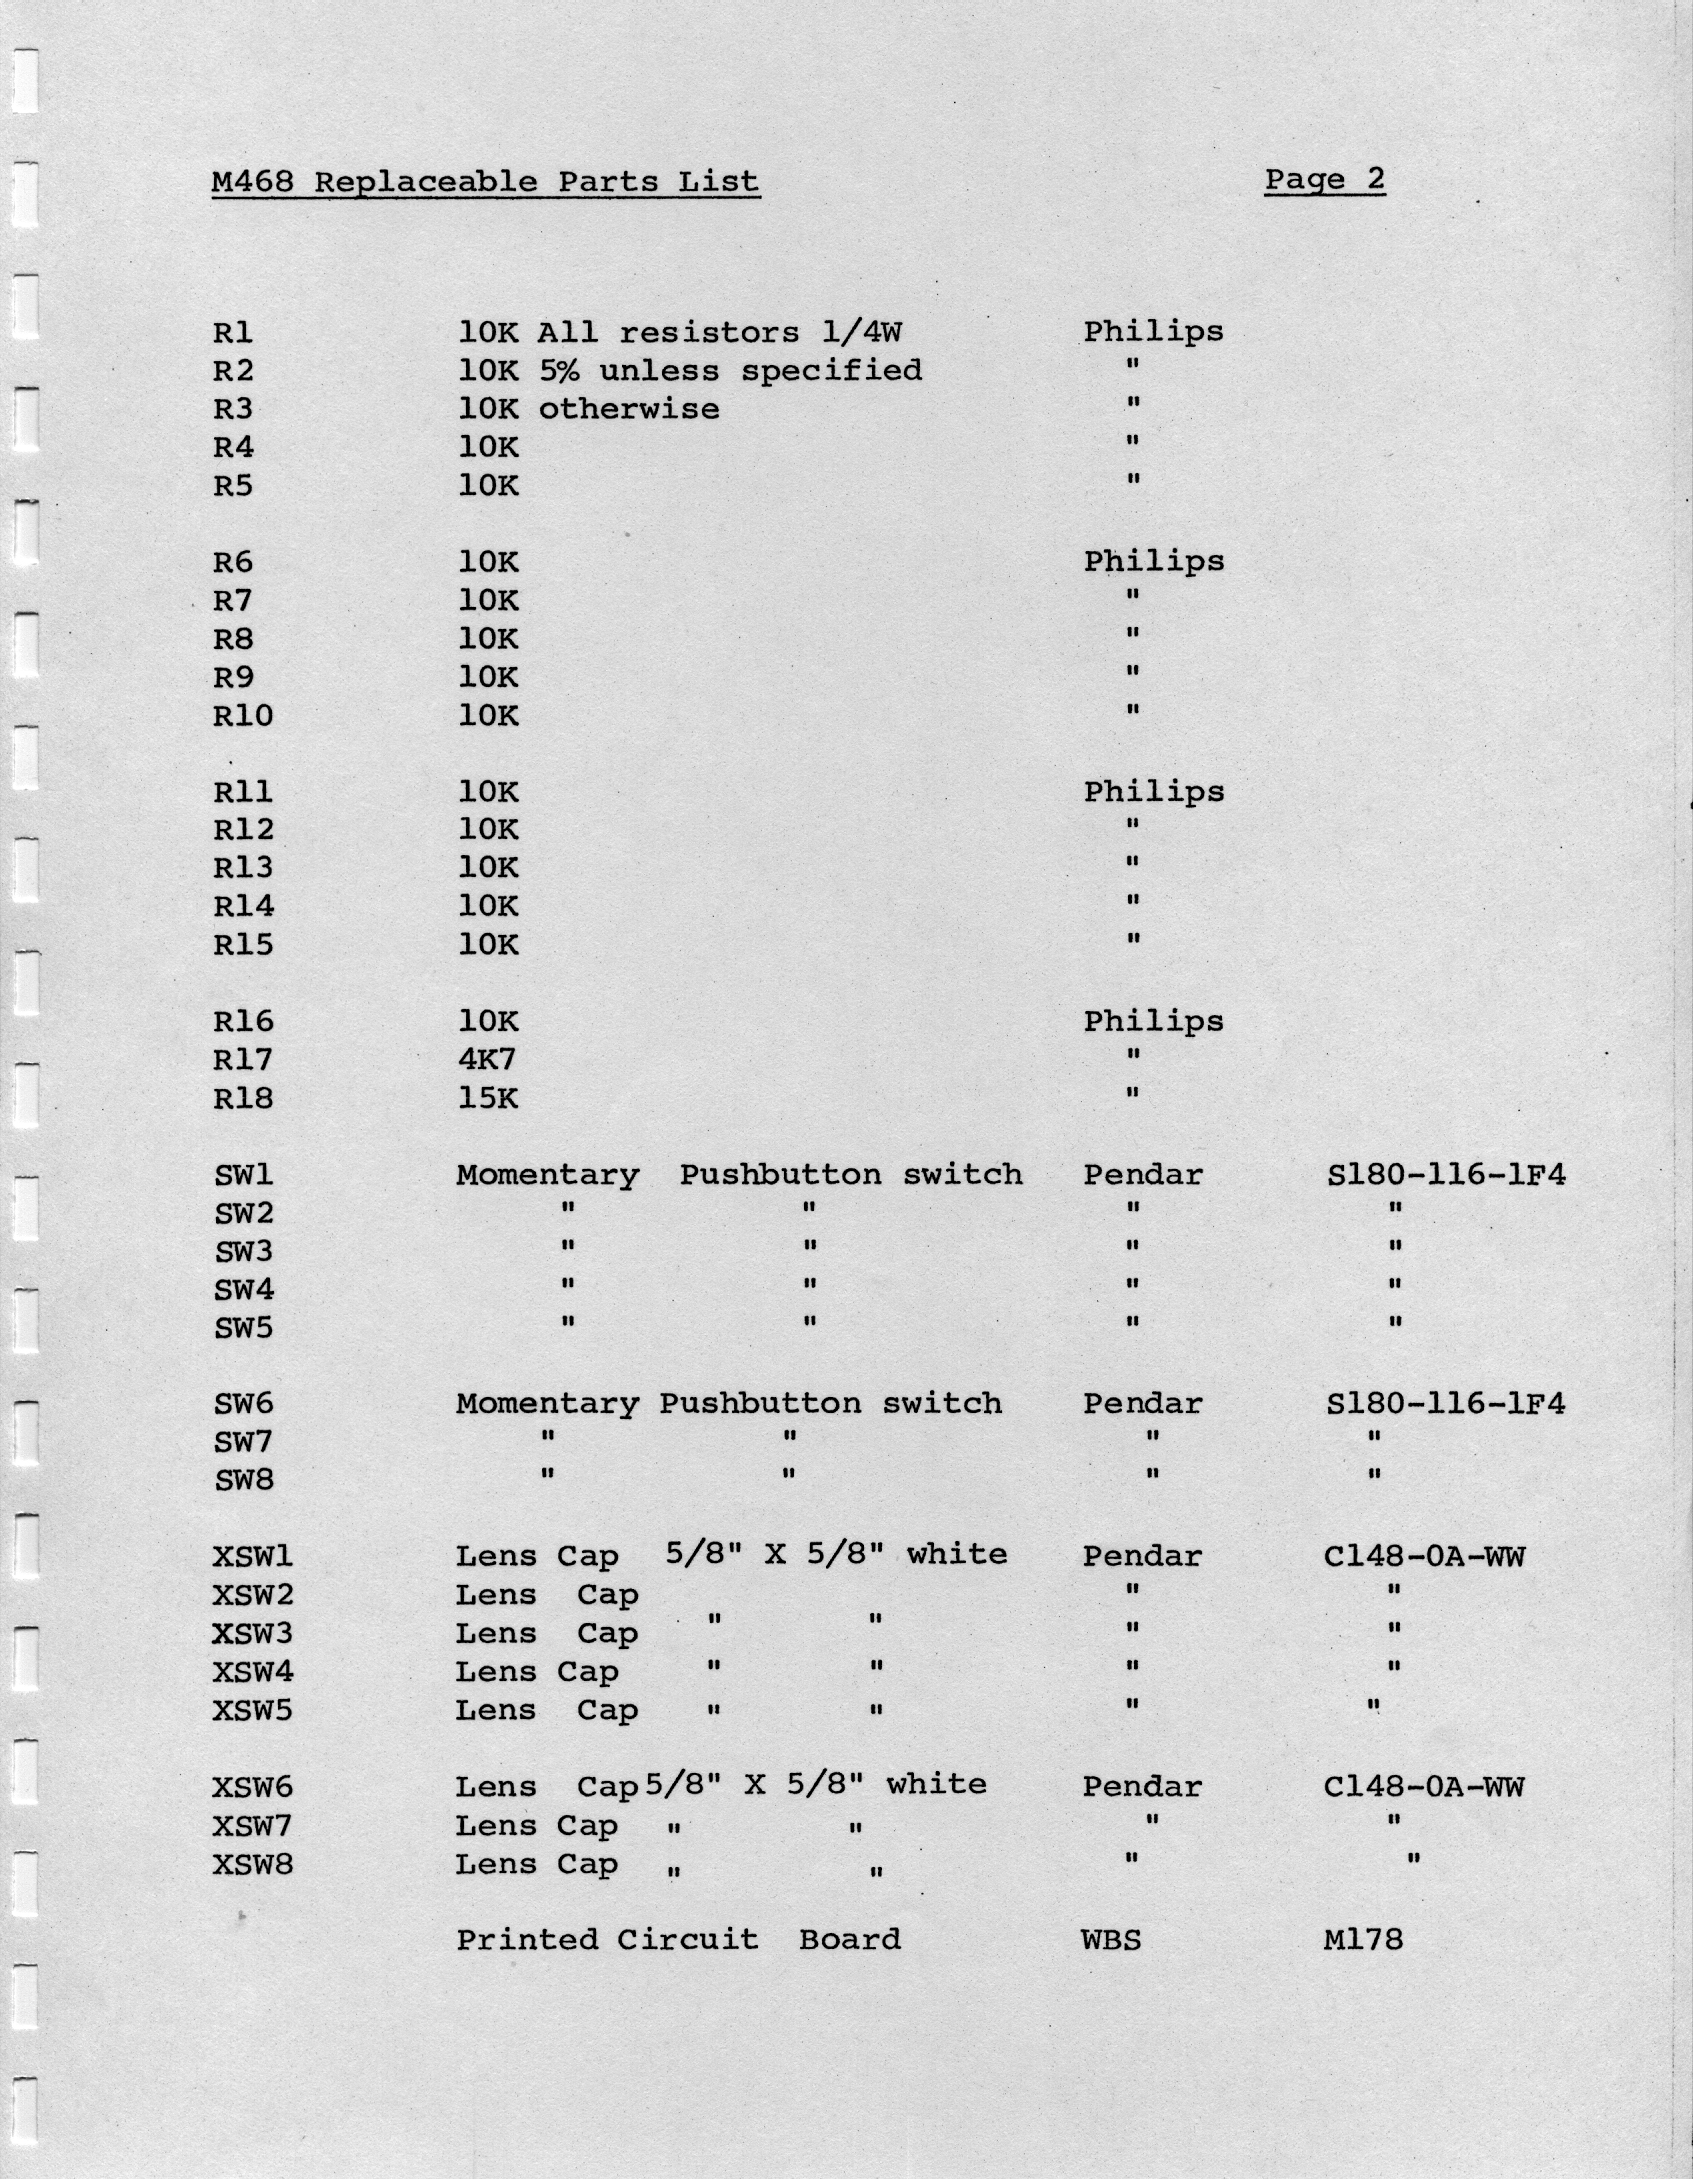 M468 Replaceable Parts List Page 2
R1 10K All resistors 1/4W Philips
R2 10K 5% unless specified "
R3 10K otherwise "
R4 10K "
R5 10K "
R6 10K Philips
R7 10K "
R8 10K "
R9 10K "
R10 10K "
R11 10K Philips
R12 10K "
R13 10K "
R14 10K "
R15 10K "
R16 10K Philips
R17 4K7 "
R18 15K "
SW1 Momentary Pushbutton switch Pendar S180-116-1F4
SW2 " " " "
SW3 " " " "
SW4 " " " "
SW5 " " " "
SW6 Momentary Pushbutton switch Pendar S180-116-1F4
SW7 " " " "
SW8 " " " "
XSW1 Lens Cap 5/8" X 5/8" white Pendar C148-0A-WW
XSW2 Lens Cap " "
XSW3 Lens Cap " " " "
XSW4 Lens Cap " " " "
XSW5 Lens Cap " " " "
XSW6 Lens Cap 5/8" X 5/8" white Pendar C148-0A-WW
XSW7 Lens Cap " " " "
XSW8 Lens Cap " " " "
Printed Circuit Board WBS M178